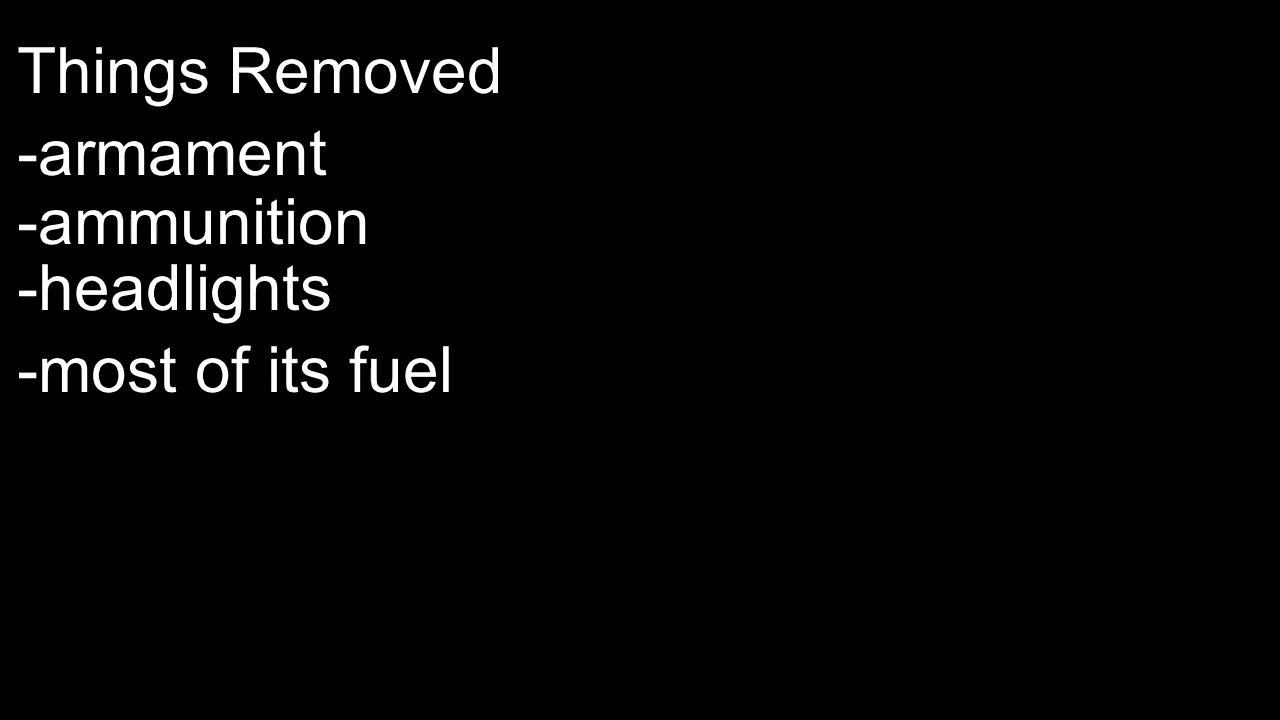 Things Removed
-armament
-ammunition
-headlights
-most of its fuel